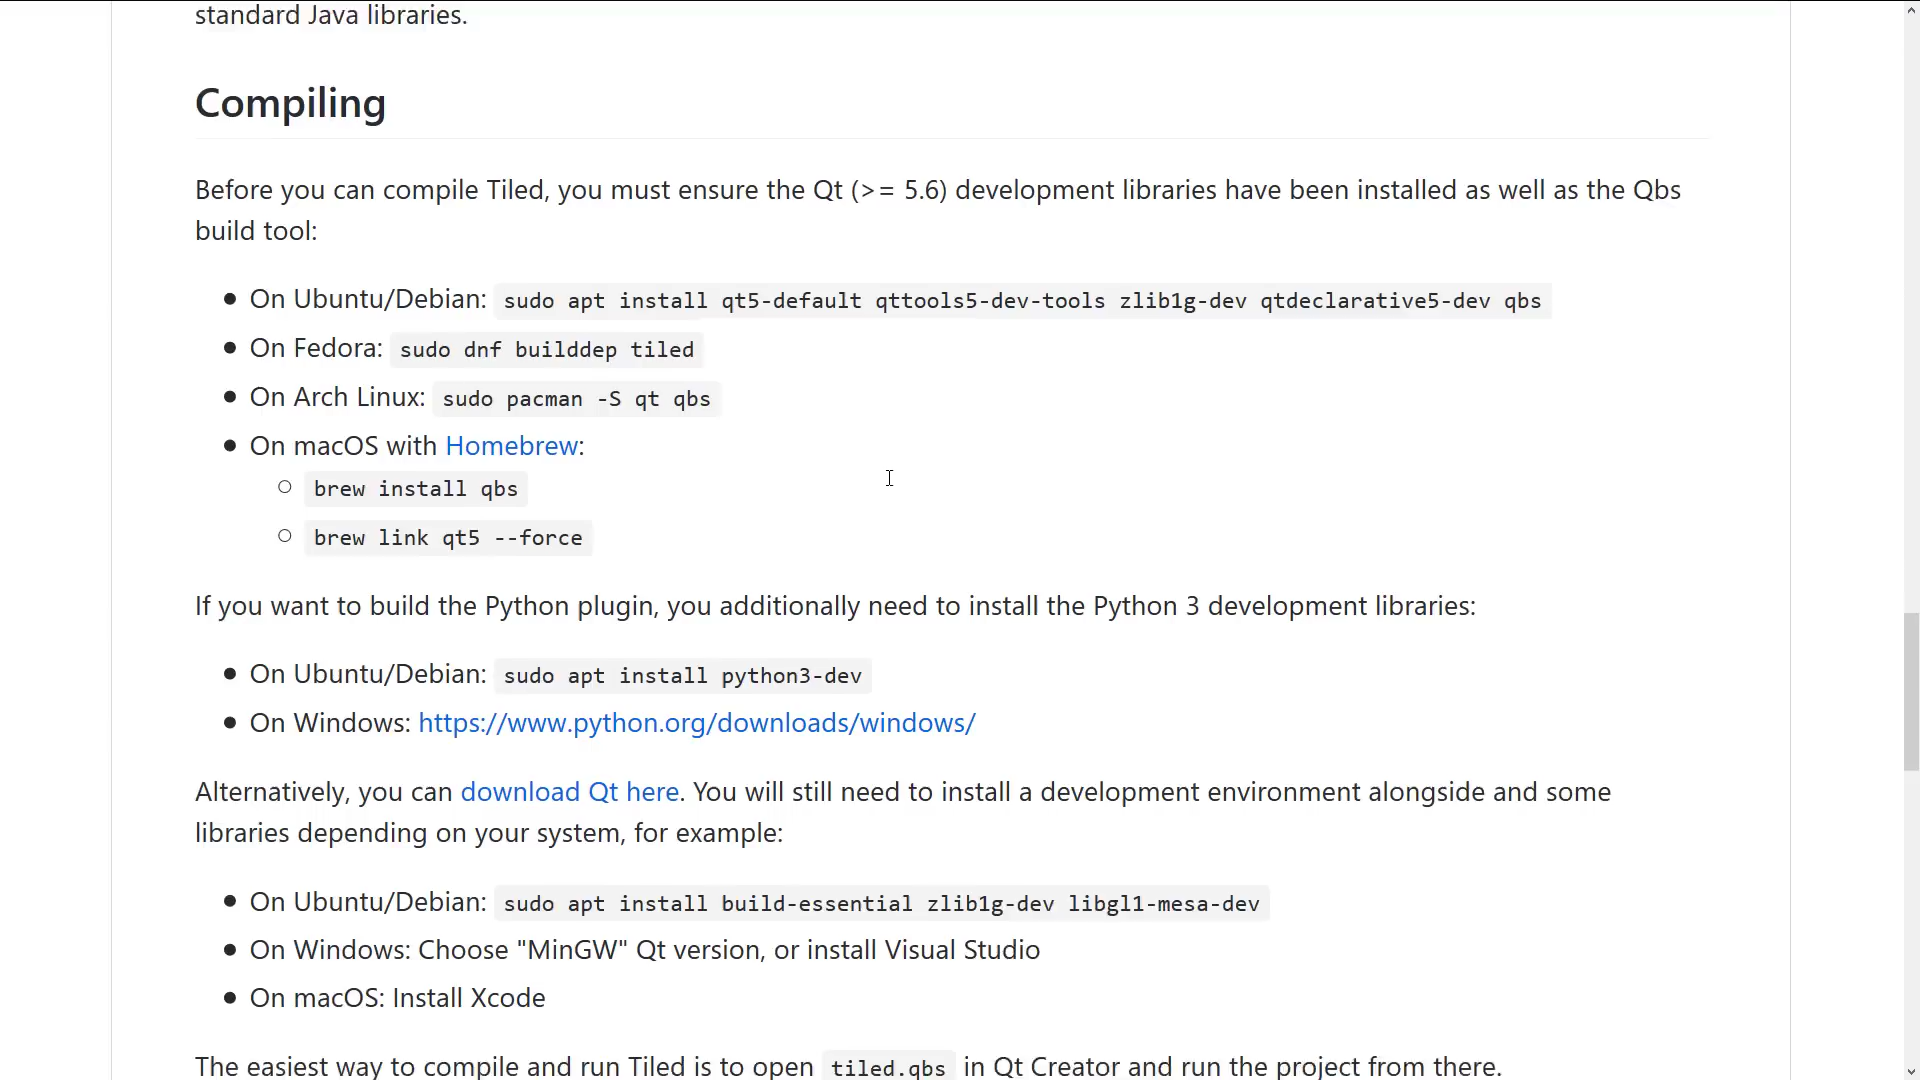 standard Java libraries.
Compiling
Before you can compile Tiled, you must ensure the Qt (>= 5.6) development libraries have been installed as well as the Qbs
build tool:
On Ubuntu/Debian: sudo apt install qt5-default qttools5-dev-tools zlib1g-dev qtdeclarative5-dev qbs
On Fedora: sudo dnf builddep tiled
On Arch Linux: sudo pacman -S qt qbs
On macOS with Homebrew:
brew install qbs
brew link qt5 --force
If you want to build the Python plugin, you additionally need to install the Python 3 development libraries:
On Ubuntu/Debian: sudo apt install python3-dev
On Windows: https://www.python.org/downloads/windows/
Alternatively, you can download Qt here. You will still need to install a development environment alongside and some
libraries depending on your system, for example:
On Ubuntu/Debian: sudo apt install build-essential zlib1g-dev libgl1-mesa-dev
On Windows: Choose "MinGW" Qt version, or install Visual Studio
On macOS: Install Xcode
The easiest way to compile and run Tiled is to open tiled.qbs in Qt Creator and run the project from there.